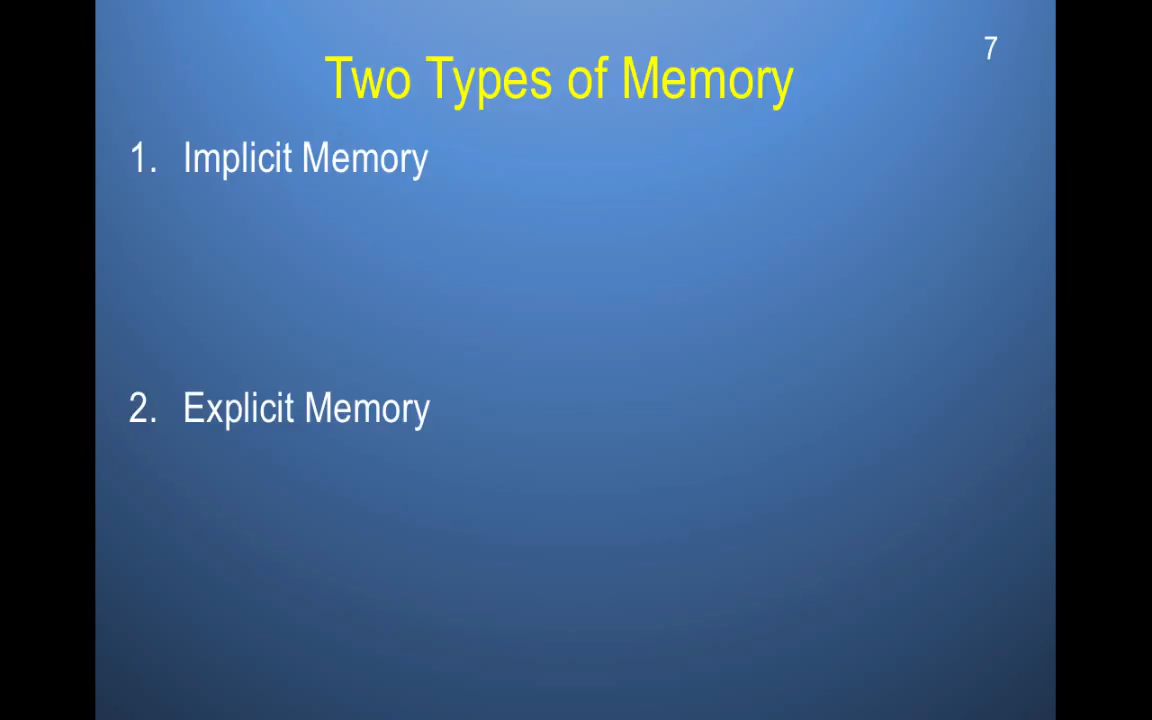 7
Two Types of Memory
1. Implicit Memory
2. Explicit Memory